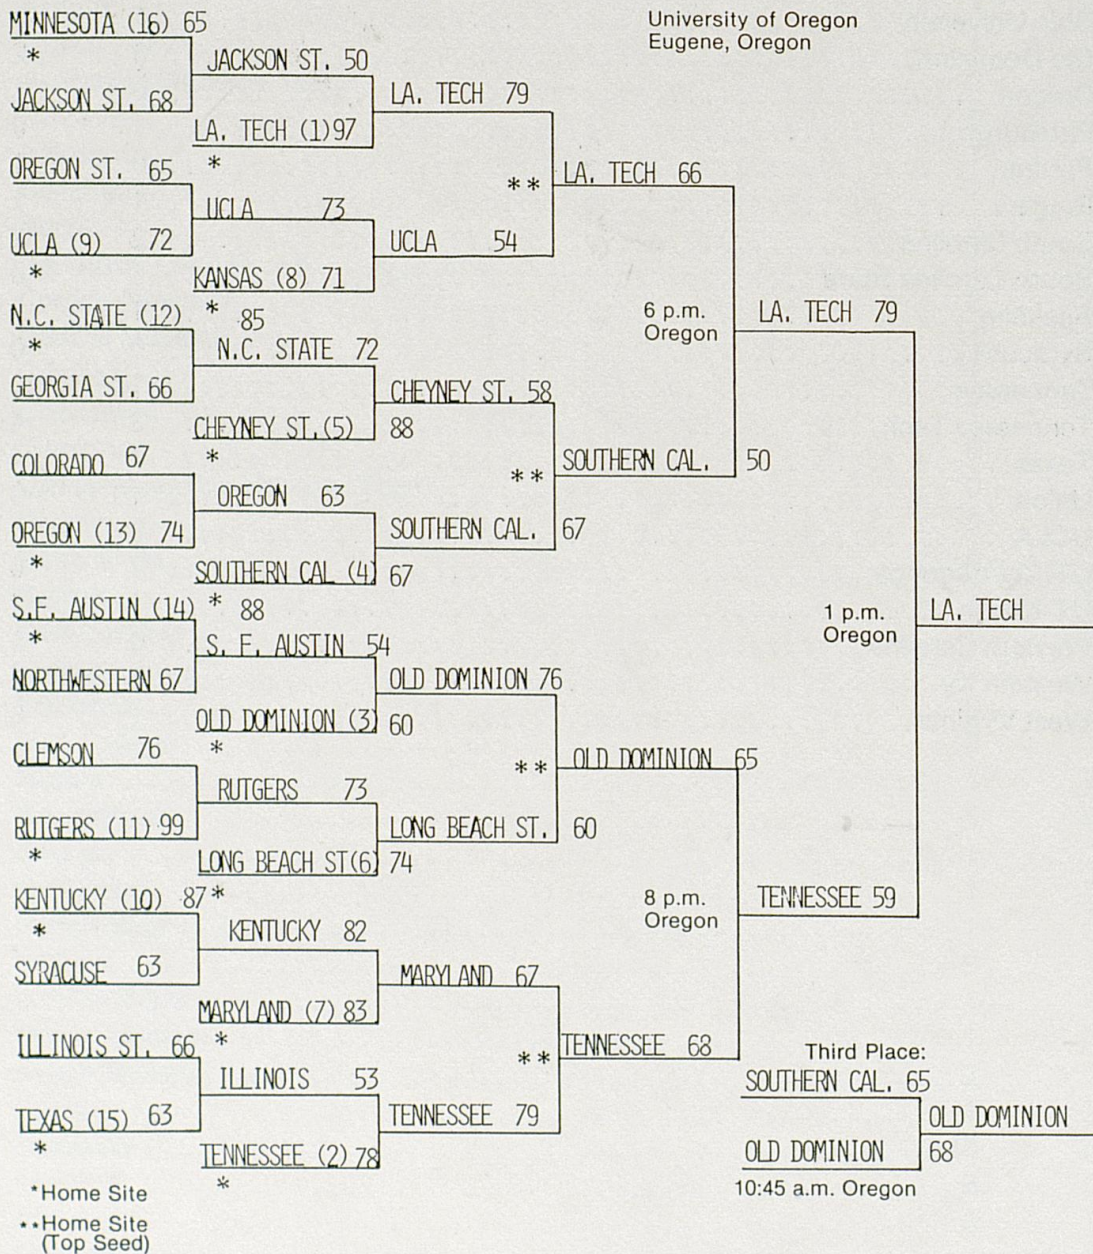 University of Oregon
Eugene, Oregon
MINNESOTA (16) 65
*
JACKSON ST. 68
OREGON ST. 65
UCLA (9) 72
*
N.C. STATE (12) 85
*
GEORGIA ST. 66
COLORADO 67
OREGON (13) 74
*
S.F. AUSTIN (14) 88
*
NORTHWESTERN 67
CLEMSON 76
RUTGERS (11) 99
*
KENTUCKY (10) 87
*
SYRACUSE 63
ILLINOIS ST. 66
TEXAS (15) 63
*
JACKSON ST. 50
LA. TECH (1) 97
*
UCLA 73
KANSAS (8) 71
*
N.C. STATE 72
CHEYNEY ST. (5) 88
*
OREGON 63
SOUTHERN CAL (4) 67
*
S. F. AUSTIN 54
OLD DOMINION (3) 60
*
RUTGERS 73
LONG BEACH ST(6) 74
*
KENTUCKY 82
MARYLAND (7) 83
*
ILLINOIS 53
TENNESSEE (2) 78
*
LA. TECH 79
**
UCLA 54
CHEYNEY ST. 58
**
SOUTHERN CAL. 67
OLD DOMINION 76
**
LONG BEACH ST. 60
MARYLAND 67
**
TENNESSEE 79
LA. TECH 66
6 p.m.
Oregon
SOUTHERN CAL. 50
OLD DOMINION 65
8 p.m.
Oregon
TENNESSEE 68
LA. TECH 79
1 p.m.
Oregon
TENNESSEE 59
LA. TECH
Third Place:
SOUTHERN CAL. 65
OLD DOMINION 68
OLD DOMINION
10:45 a.m. Oregon
*Home Site
**Home Site
(Top Seed)